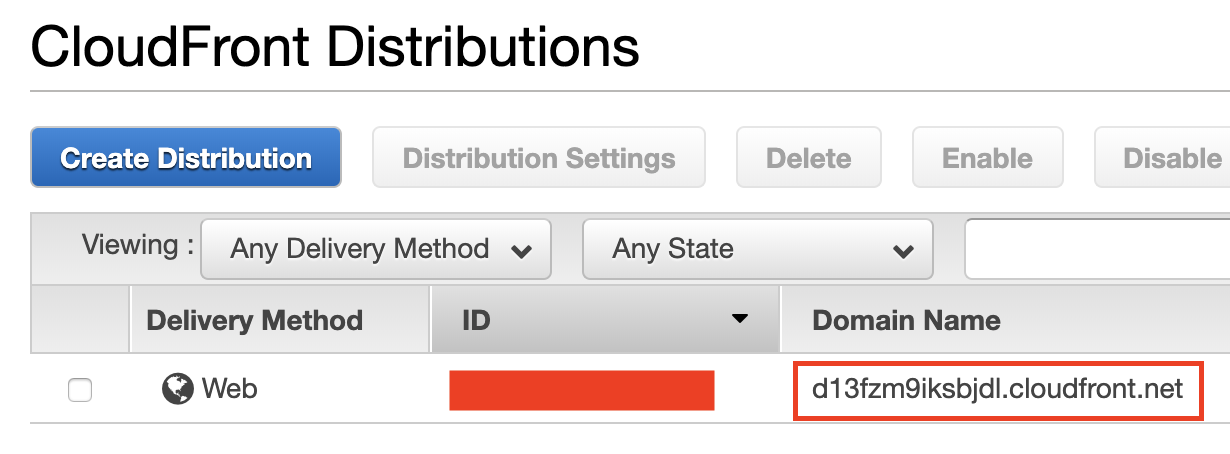 CloudFront Distributions
Create Distribution Distribution Settings Delete Enable Disable
Viewing : Any Delivery Method Any State
Delivery Method ID Domain Name
Web d13fzm9iksbjdl.cloudfront.net